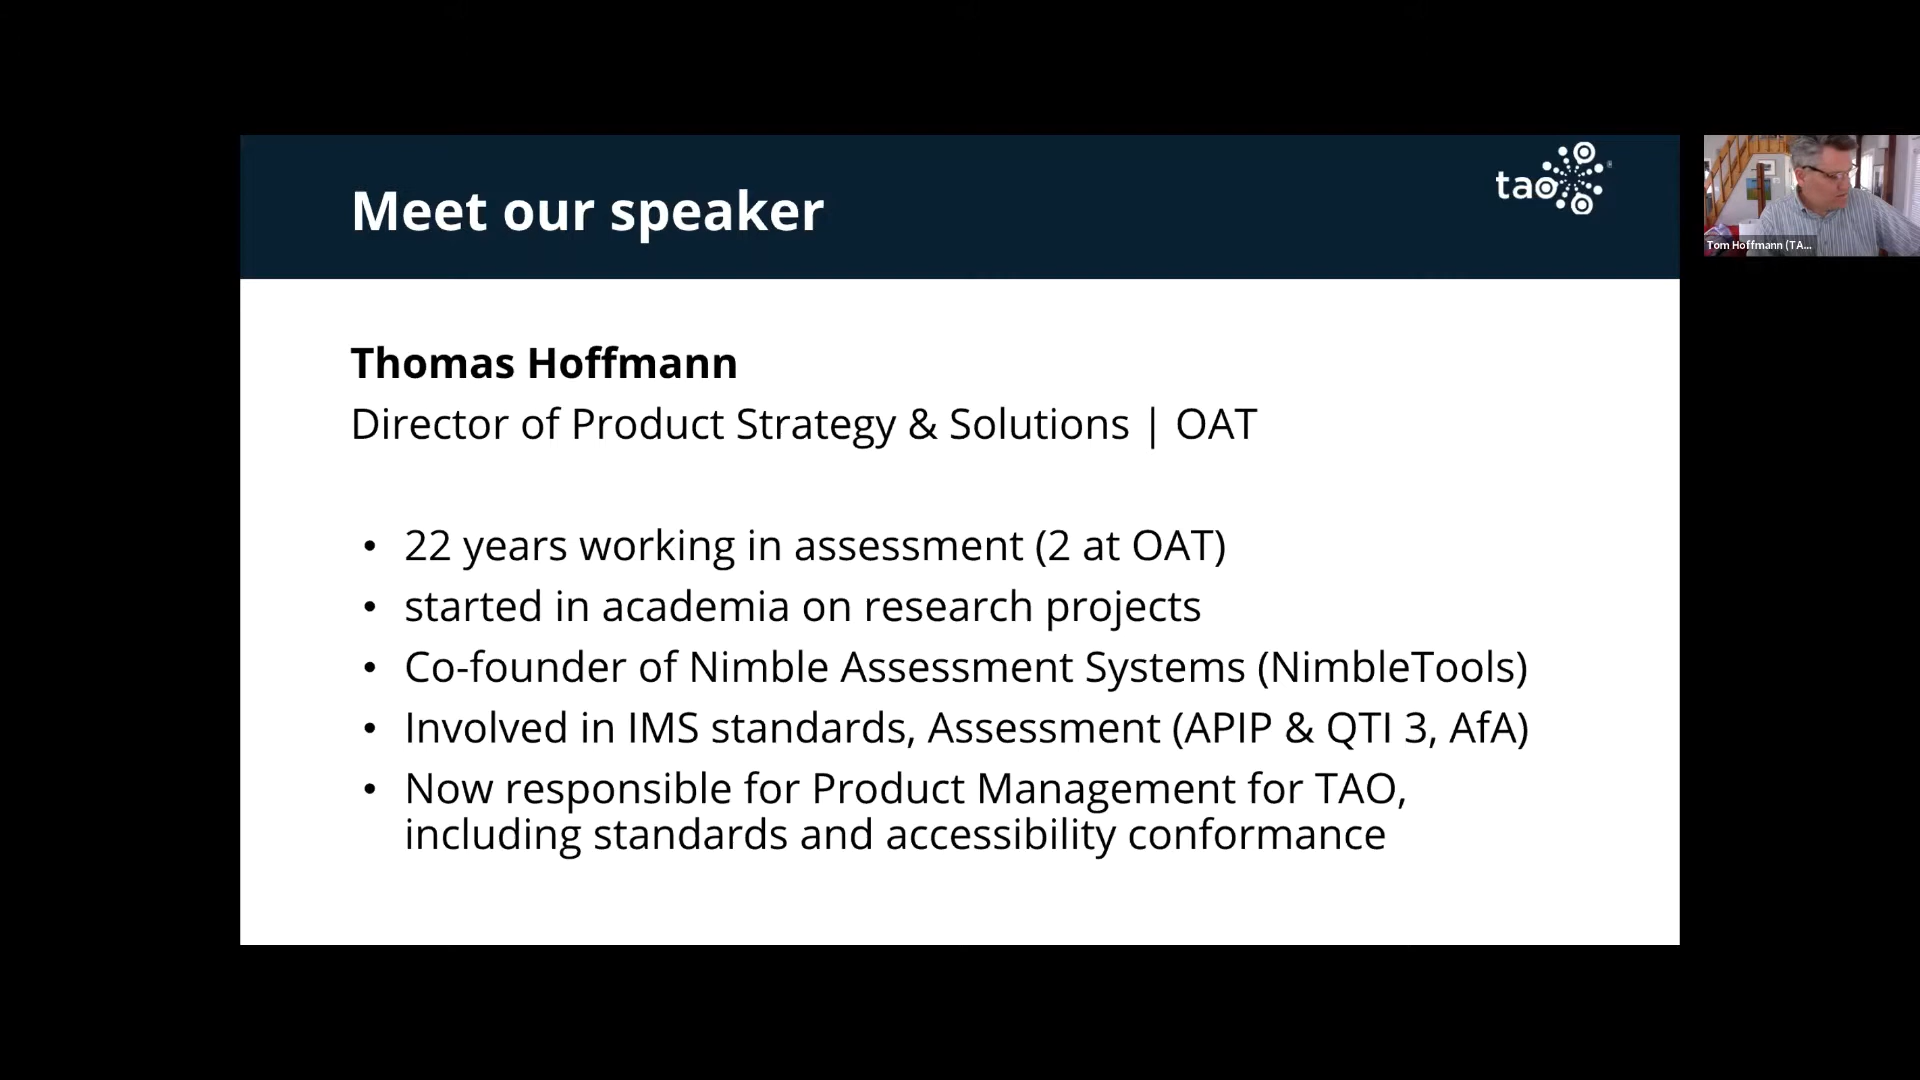 Meet our speaker
tao
Thomas Hoffmann
Director of Product Strategy & Solutions | OAT
• 22 years working in assessment (2 at OAT)
• started in academia on research projects
• Co-founder of Nimble Assessment Systems (NimbleTools)
• Involved in IMS standards, Assessment (APIP & QTI 3, AfA)
• Now responsible for Product Management for TAO,
including standards and accessibility conformance
Tom Hoffmann (TA...